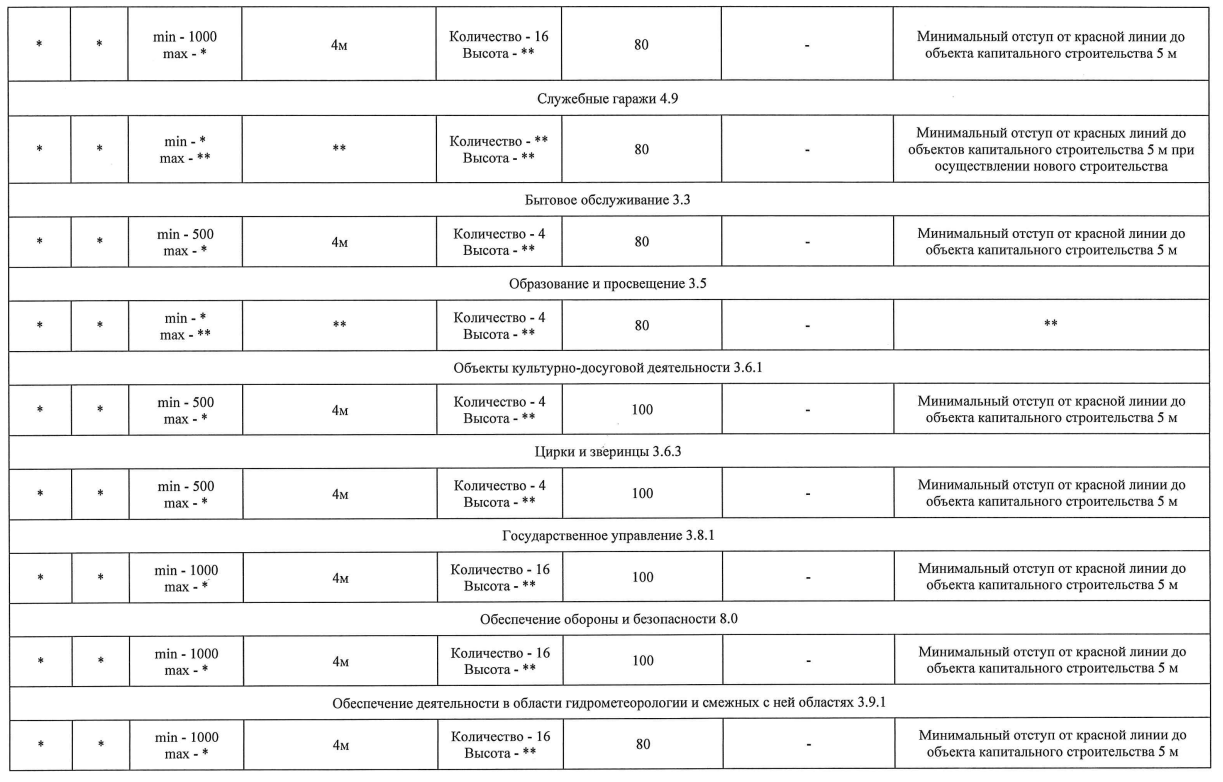 * * min - 1000 4м Количество - 16 80 - Минимальный отступ от красной линии до
max - * Высота - ** объекта капитального строительства 5 м
Служебные гаражи 4.9
* * min - * ** Количество - ** 80 - Минимальный отступ от красных линий до
max - ** Высота - ** объектов капитального строительства 5 м при
осуществлении нового строительства
Бытовое обслуживание 3.3
* * min - 500 4м Количество - 4 80 - Минимальный отступ от красной линии до
max - * Высота - ** объекта капитального строительства 5 м
Образование и просвещение 3.5
* * min - * ** Количество - 4 80 - **
max - ** Высота - **
Объекты культурно-досуговой деятельности 3.6.1
* * min - 500 4м Количество - 4 100 - Минимальный отступ от красной линии до
max - * Высота - ** объекта капитального строительства 5 м
Цирки и зверинцы 3.6.3
* * min - 500 4м Количество - 4 100 - Минимальный отступ от красной линии до
max - * Высота - ** объекта капитального строительства 5 м
Государственное управление 3.8.1
* * min - 1000 4м Количество - 16 100 - Минимальный отступ от красной линии до
max - * Высота - ** объекта капитального строительства 5 м
Обеспечение обороны и безопасности 8.0
* * min - 1000 4м Количество - 16 100 - Минимальный отступ от красной линии до
max - * Высота - ** объекта капитального строительства 5 м
Обеспечение деятельности в области гидрометеорологии и смежных с ней областях 3.9.1
* * min - 1000 4м Количество - 16 80 - Минимальный отступ от красной линии до
max - * Высота - ** объекта капитального строительства 5 м